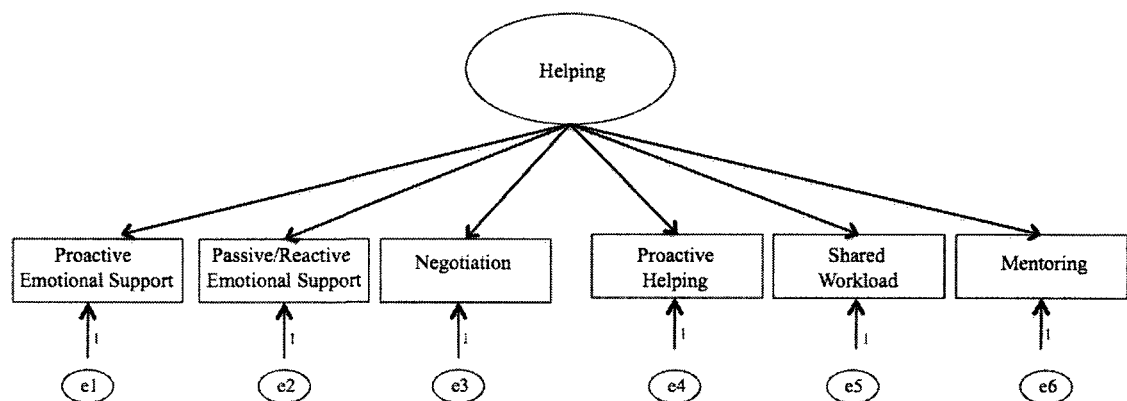 Helping
Proactive
Emotional Support
Passive/Reactive
Emotional Support
Negotiation
Proactive
Helping
Shared
Workload
Mentoring
1
1
1
1
1
1
e1
e2
e3
e4
e5
e6